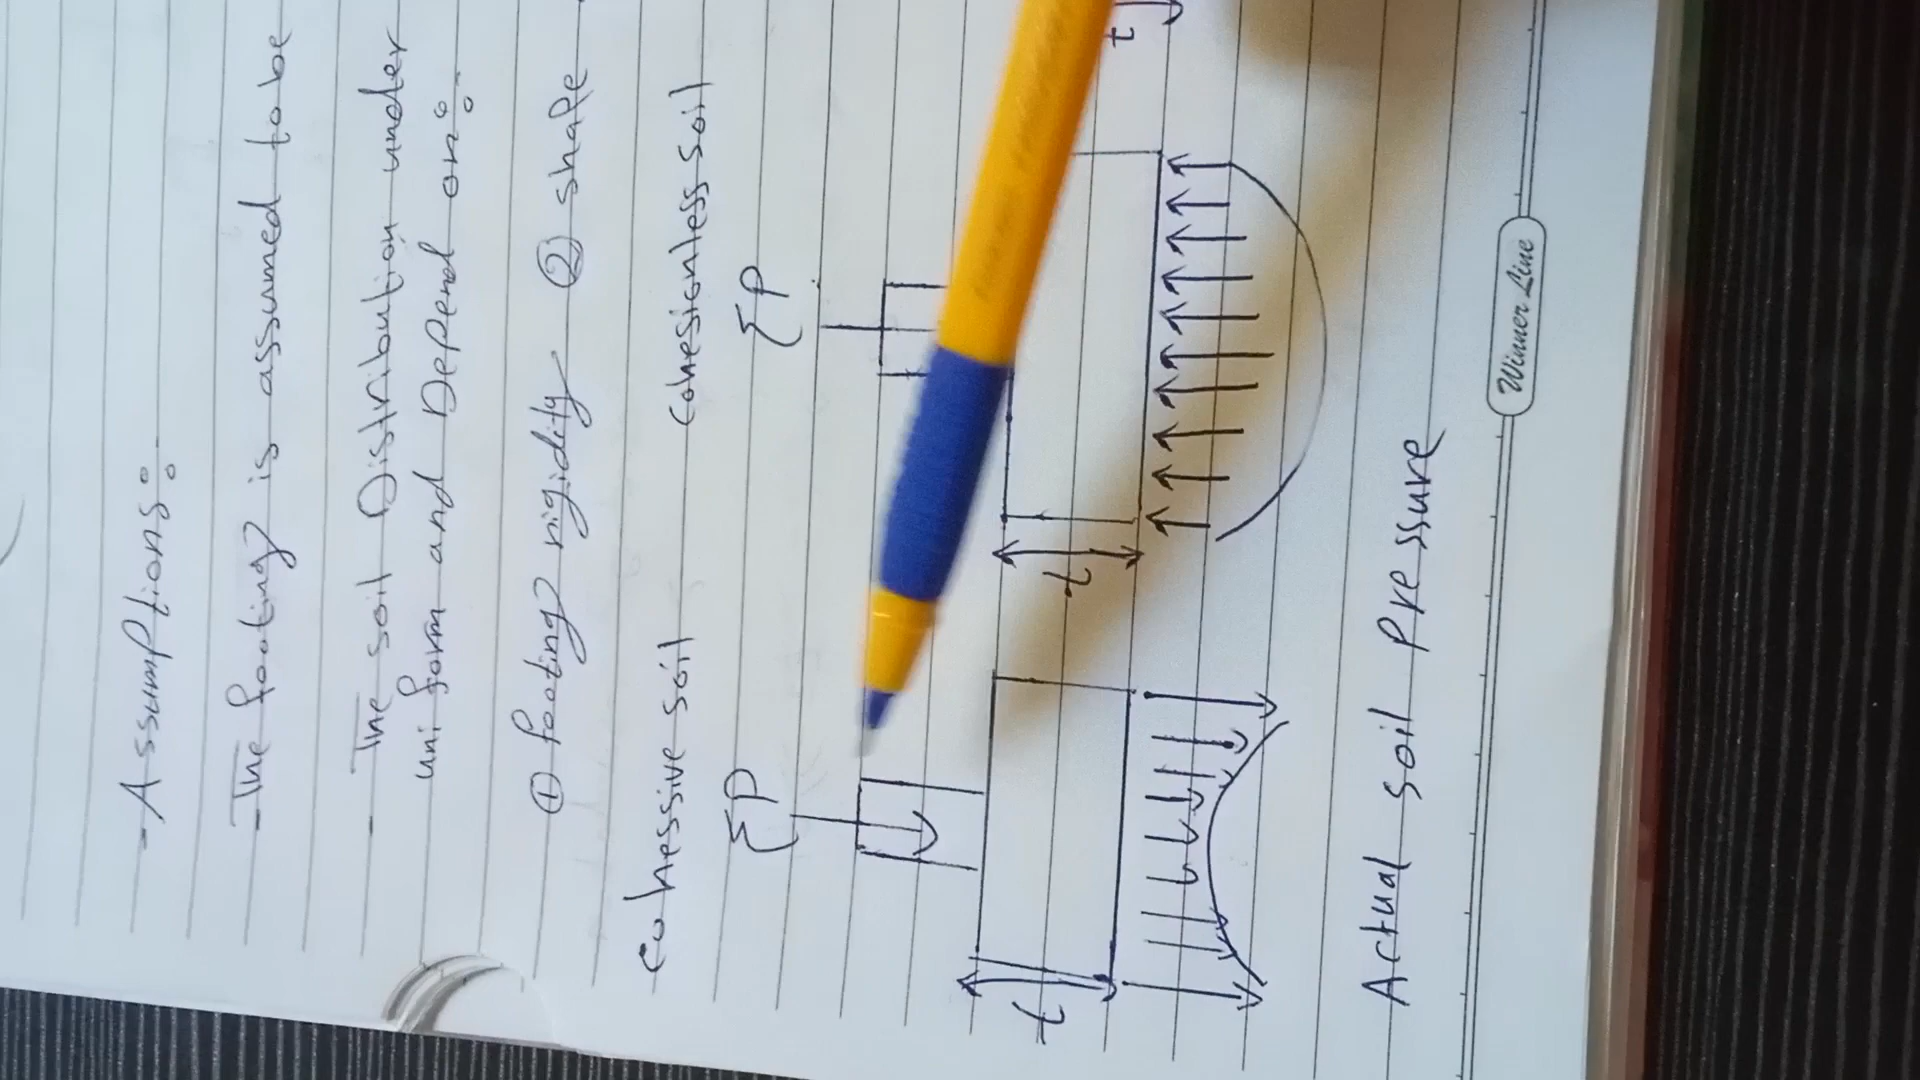 - Assumptions:
- The footing is assumed to be
- The soil Distribution under
uniform and Depend on:
① footing rigidity ② shape
Cohessive soil cohesionless soil
ΣP ΣP
t t t
Actual soil Pressure
Winner Line